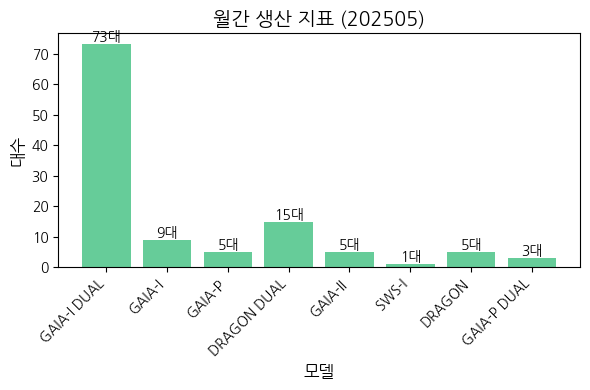 월간 생산 지표 (202505)
대수
70
60
50
40
30
20
10
0
73대
9대
5대
15대
5대
1대
5대
3대
GAIA-I DUAL
GAIA-I
GAIA-P
DRAGON DUAL
GAIA-II
SWS-I
DRAGON
GAIA-P DUAL
모델